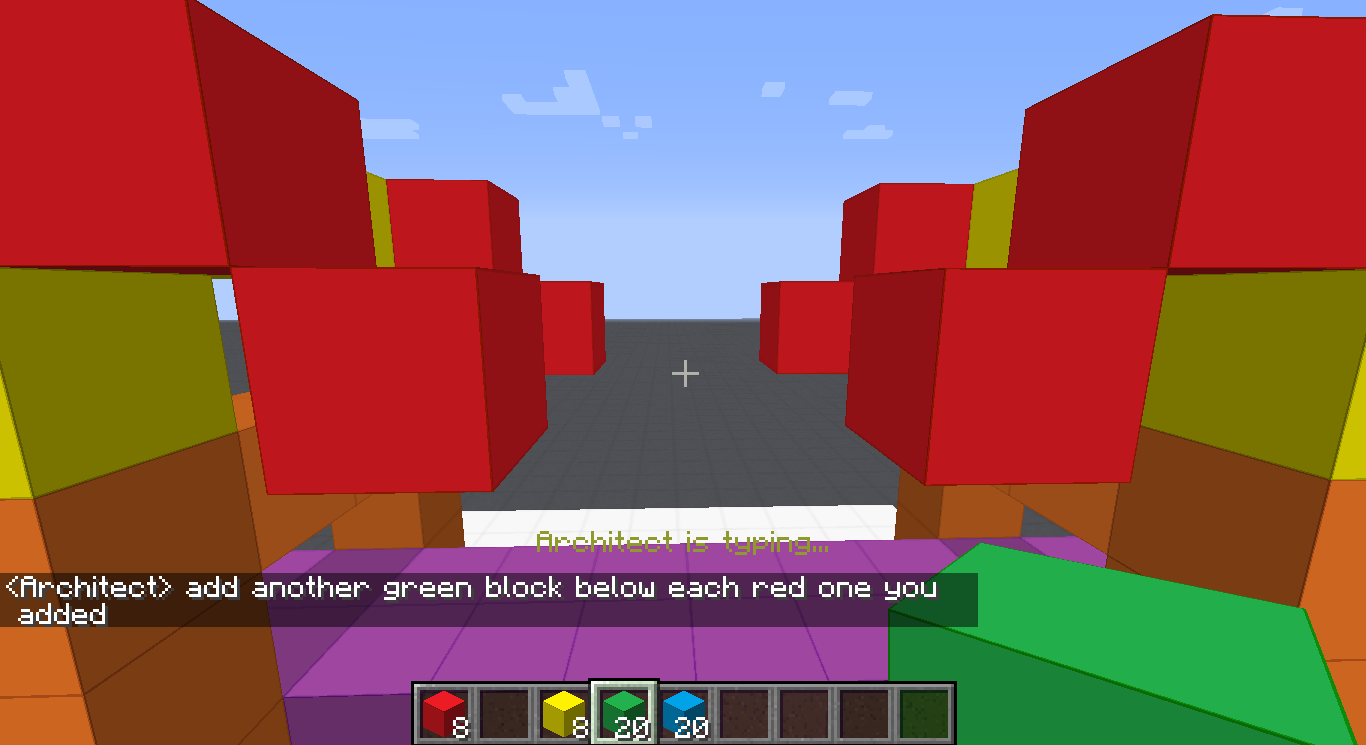 Architect is typing...
<Architect> add another green block below each red one you
added
8
8
20
20